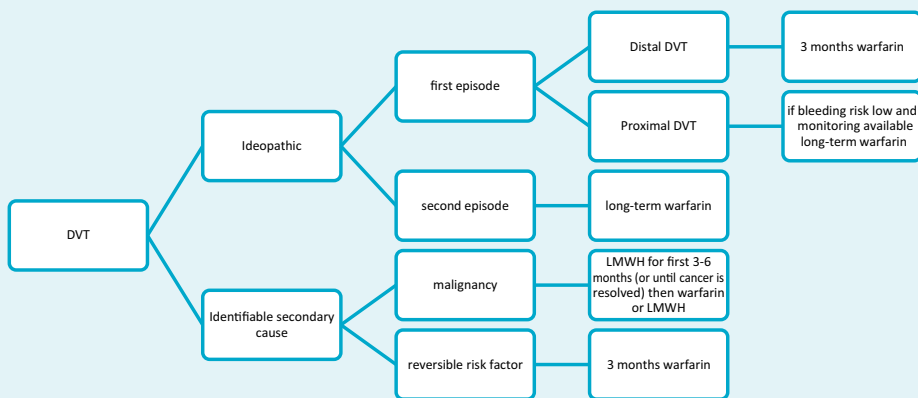 DVT
Ideopathic
first episode
Distal DVT
3 months warfarin
Proximal DVT
if bleeding risk low and
monitoring available
long-term warfarin
second episode
long-term warfarin
Identifiable secondary
cause
malignancy
LMWH for first 3-6
months (or until cancer is
resolved) then warfarin
or LMWH
reversible risk factor
3 months warfarin